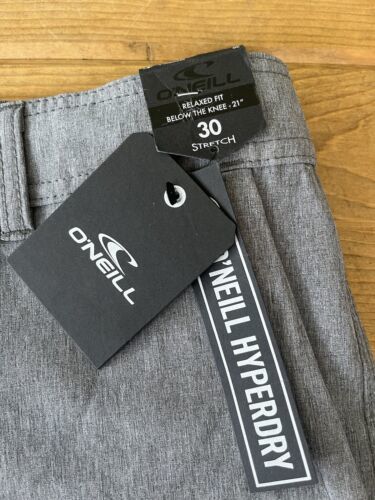 O'NEILL
RELAXED FIT
BELOW THE KNEE - 21"
30
STRETCH
O'NEILL
O'NEILL HYPERDRY